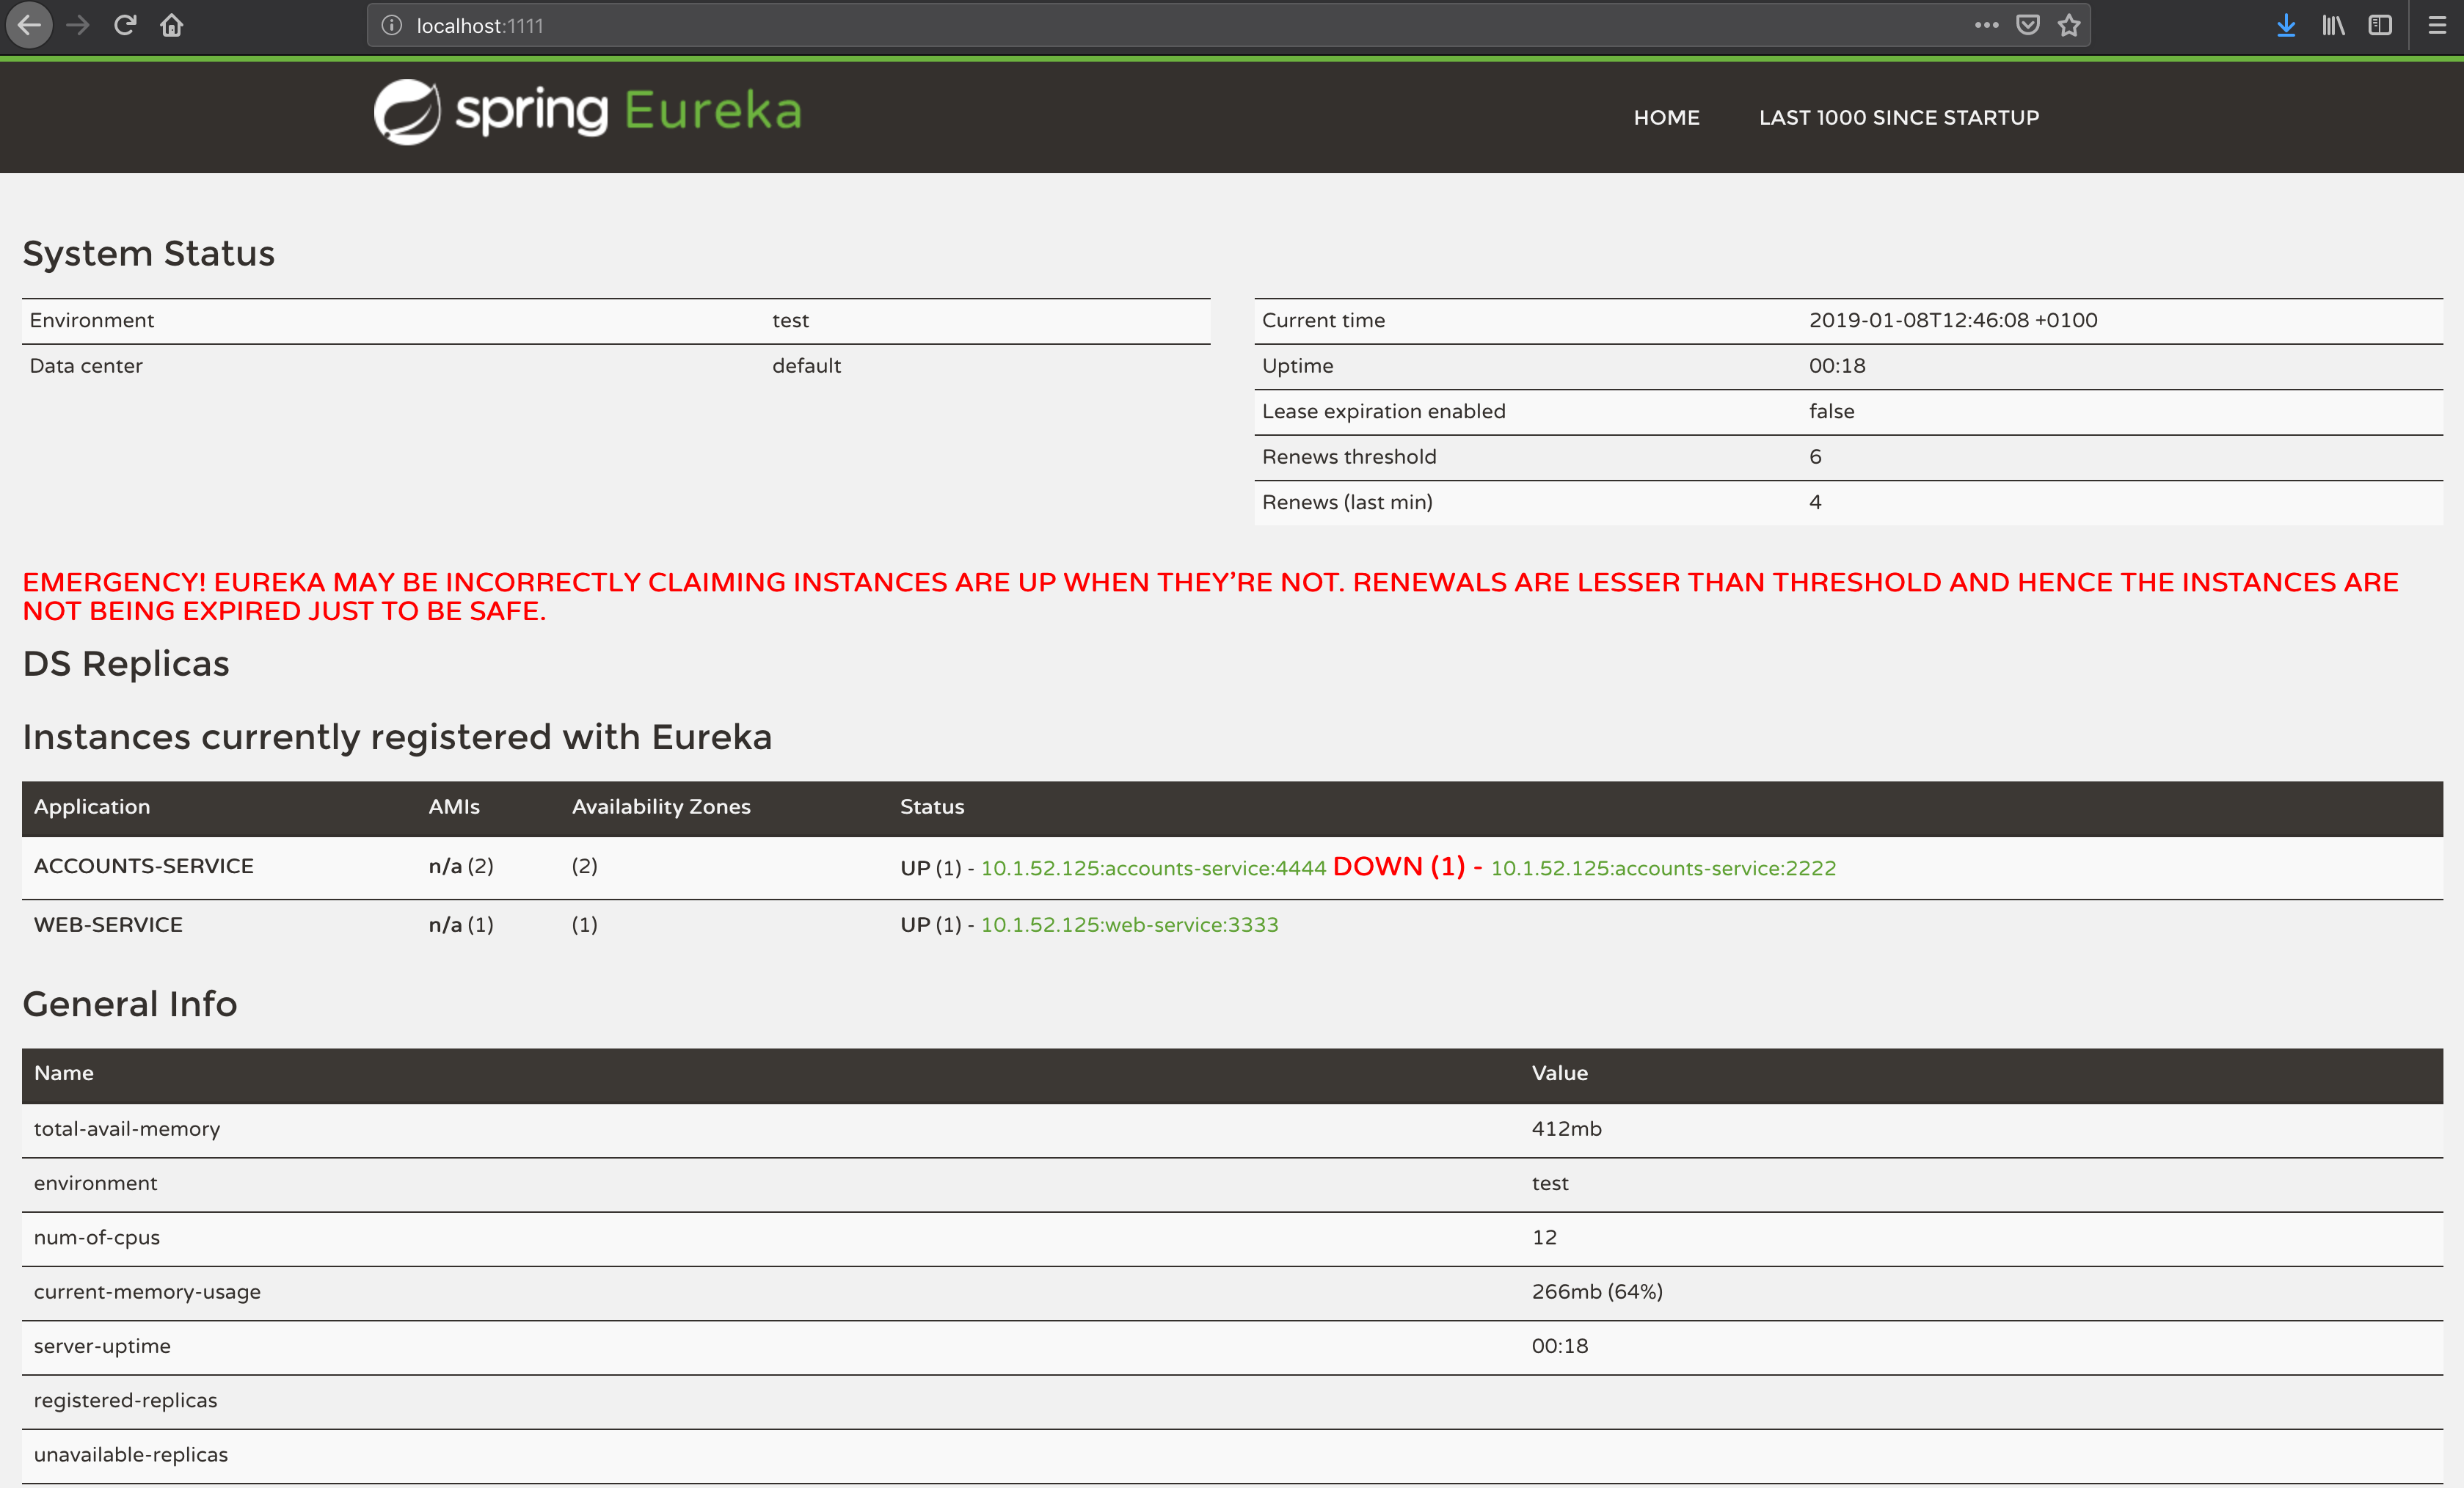 localhost:1111
spring Eureka
HOME LAST 1000 SINCE STARTUP
System Status
Environment test
Data center default
Current time 2019-01-08T12:46:08 +0100
Uptime 00:18
Lease expiration enabled false
Renews threshold 6
Renews (last min) 4
EMERGENCY! EUREKA MAY BE INCORRECTLY CLAIMING INSTANCES ARE UP WHEN THEY’RE NOT. RENEWALS ARE LESSER THAN THRESHOLD AND HENCE THE INSTANCES ARE
NOT BEING EXPIRED JUST TO BE SAFE.
DS Replicas
Instances currently registered with Eureka
Application AMIs Availability Zones Status
ACCOUNTS-SERVICE n/a (2) (2) UP (1) - 10.1.52.125:accounts-service:4444 DOWN (1) - 10.1.52.125:accounts-service:2222
WEB-SERVICE n/a (1) (1) UP (1) - 10.1.52.125:web-service:3333
General Info
Name Value
total-avail-memory 412mb
environment test
num-of-cpus 12
current-memory-usage 266mb (64%)
server-uptime 00:18
registered-replicas
unavailable-replicas